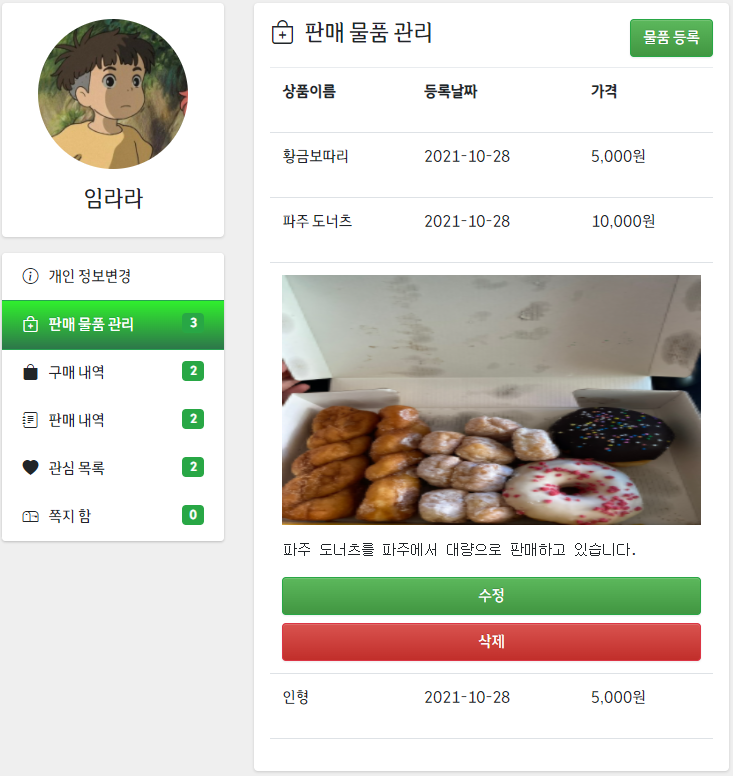 임라라
개인 정보변경
판매 물품 관리 3
구매 내역 2
판매 내역 2
관심 목록 2
쪽지 함 0
판매 물품 관리 물품 등록
상품이름 등록날짜 가격
황금보따리 2021-10-28 5,000원
파주 도너츠 2021-10-28 10,000원
파주 도너츠를 파주에서 대량으로 판매하고 있습니다.
수정
삭제
인형 2021-10-28 5,000원